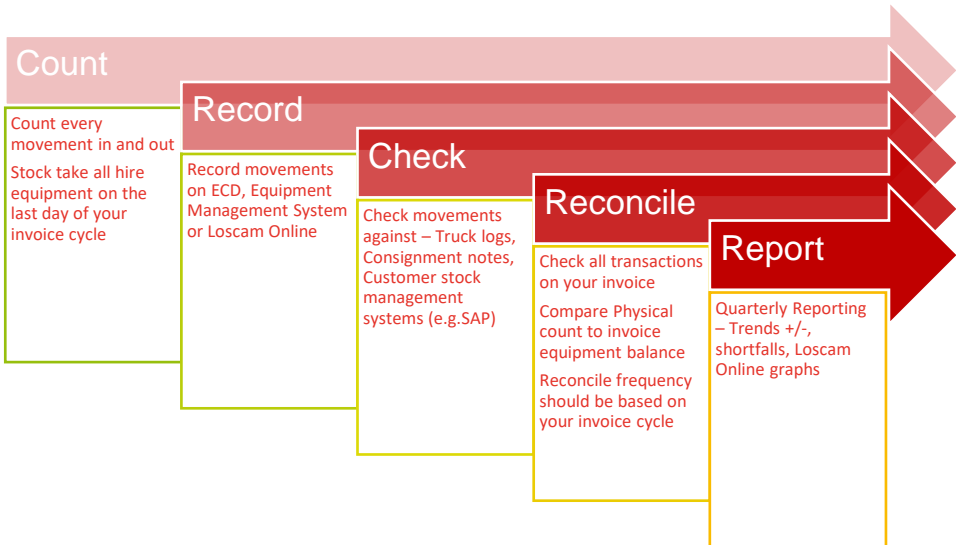 Count
Count every
movement in and out
Stock take all hire
equipment on the
last day of your
invoice cycle
Record
Record movements
on ECD, Equipment
Management System
or Loscam Online
Check
Check movements
against – Truck logs,
Consignment notes,
Customer stock
management
systems (e.g.SAP)
Reconcile
Check all transactions
on your invoice
Compare Physical
count to invoice
equipment balance
Reconcile frequency
should be based on
your invoice cycle
Report
Quarterly Reporting
– Trends +/-,
shortfalls, Loscam
Online graphs